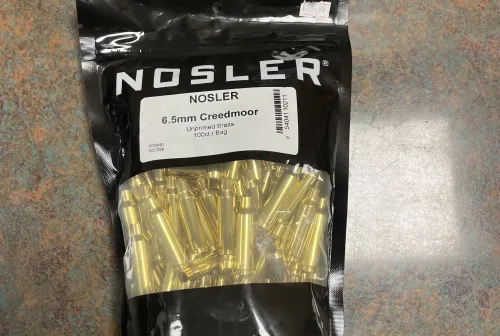 NOSLER®
NOSLER
6.5mm Creedmoor
Unprimed Brass
100ct / Bag